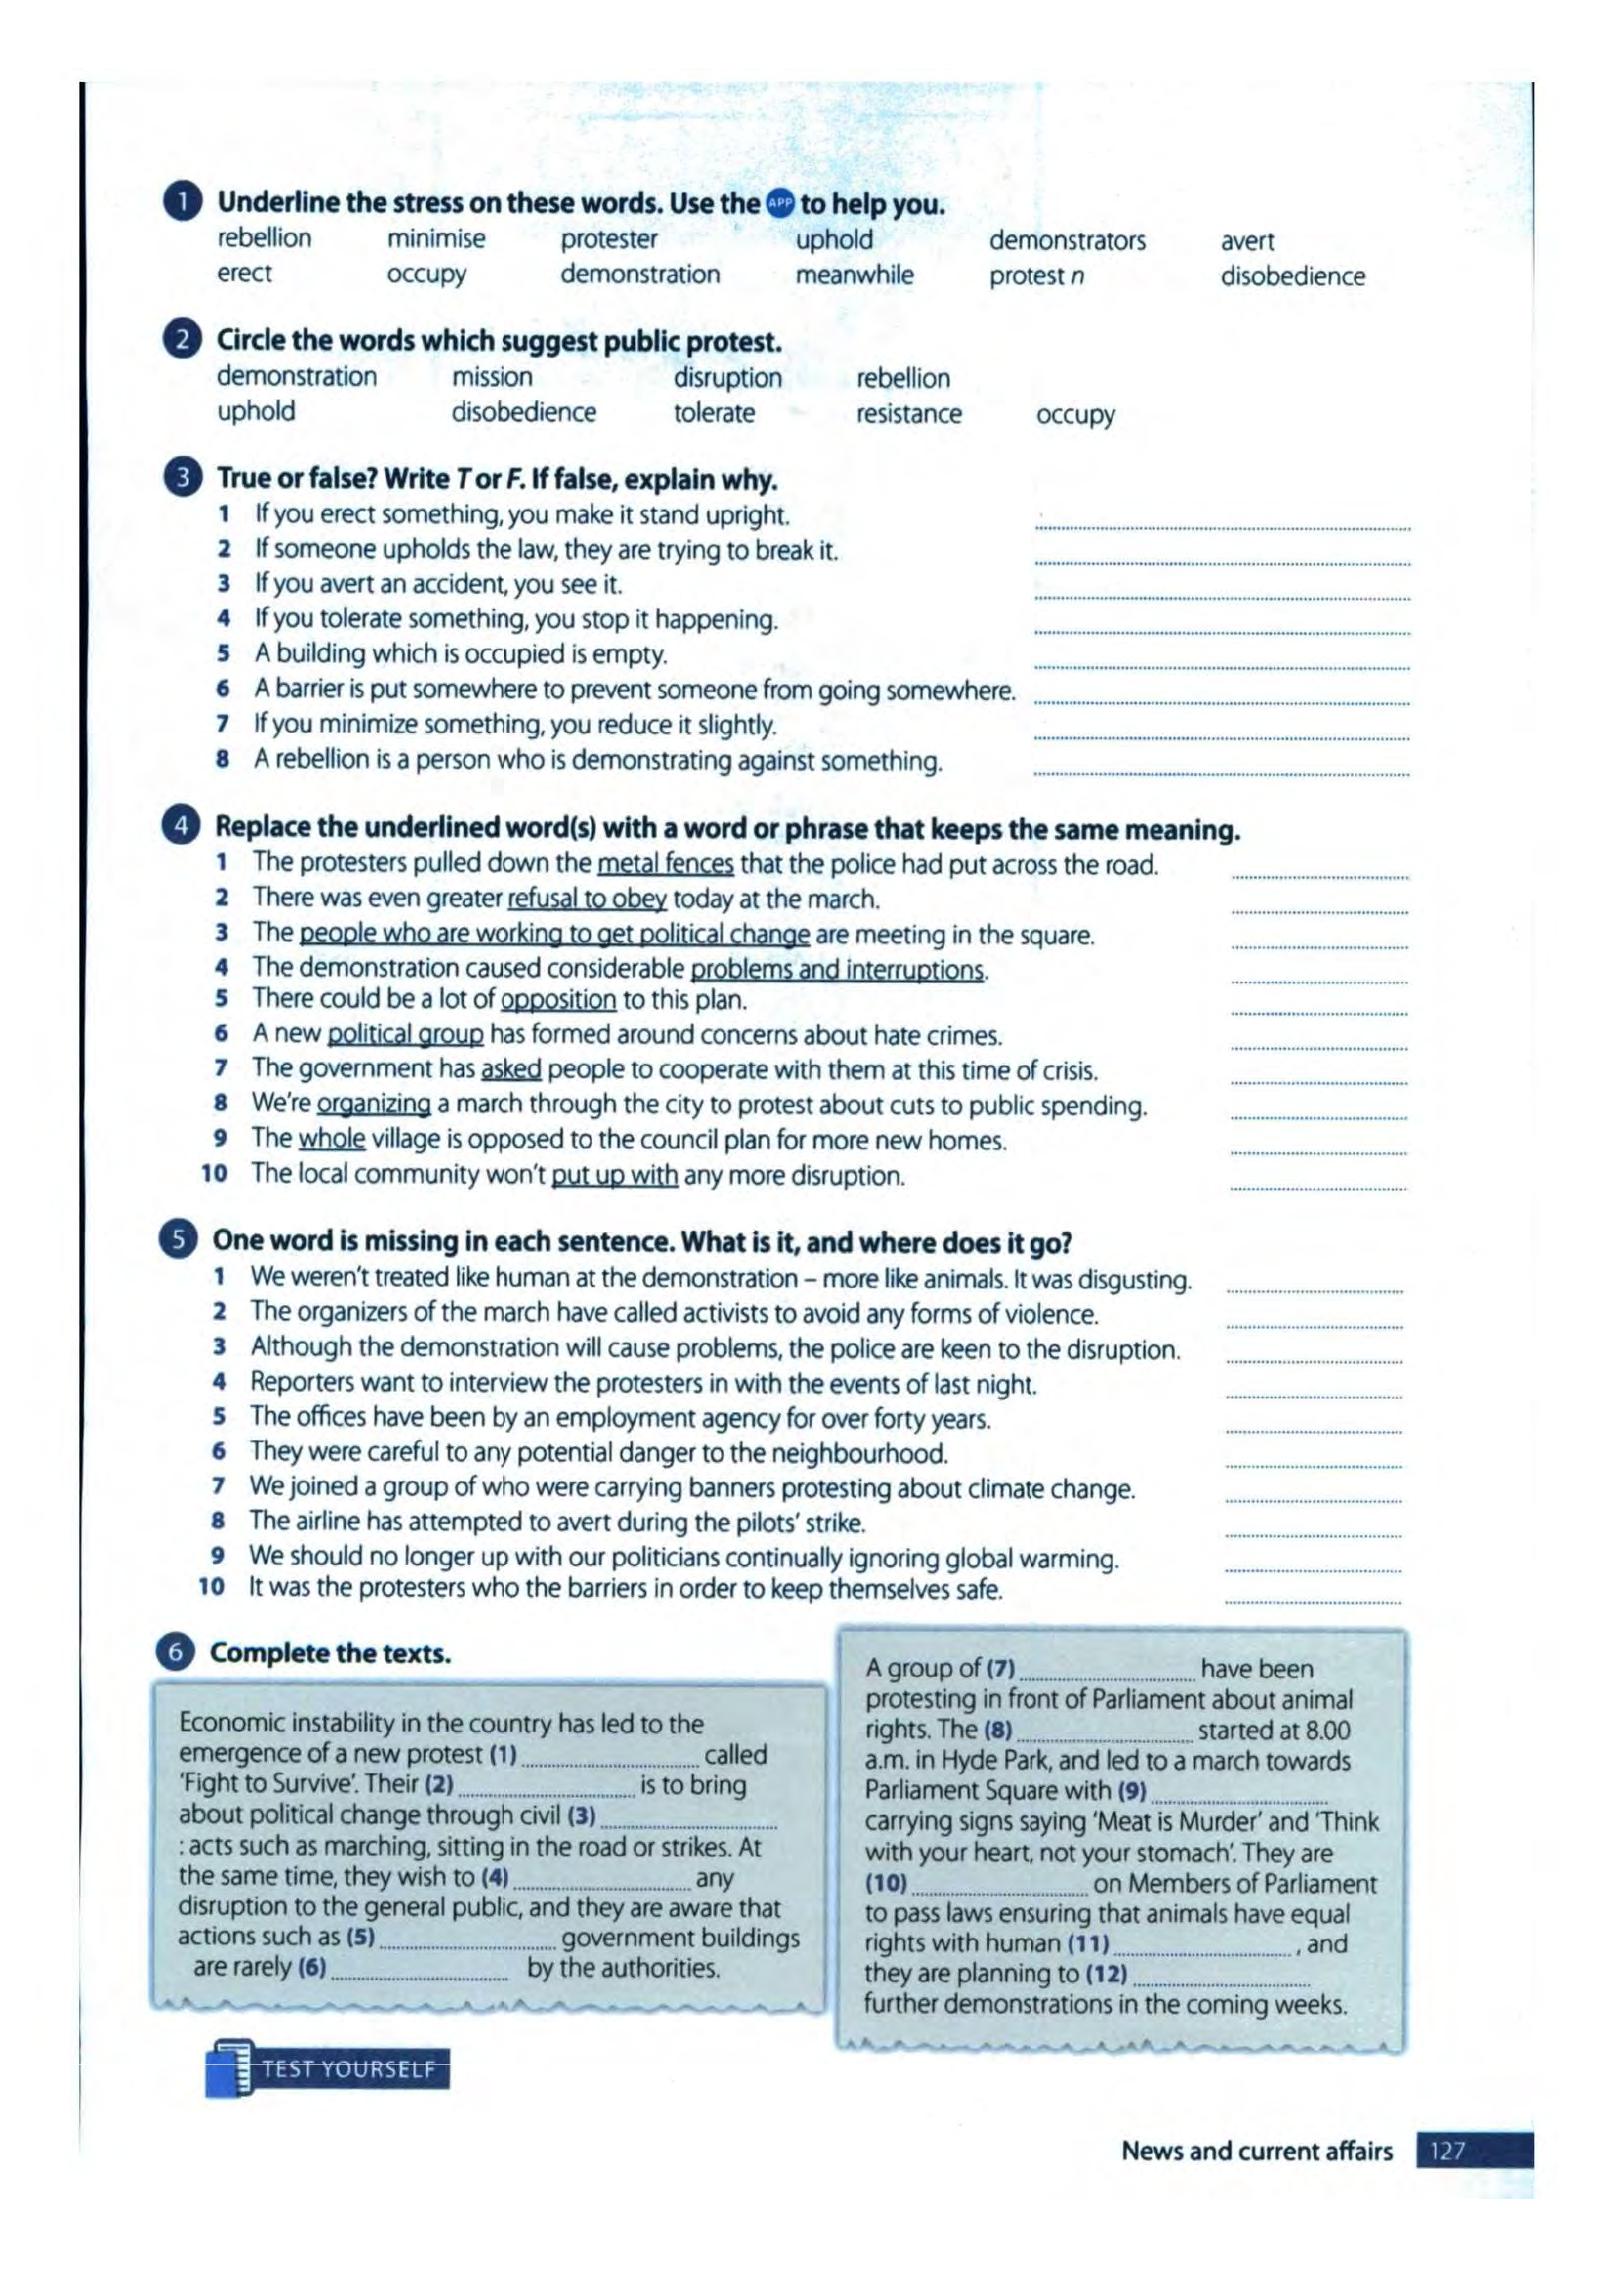 1 Underline the stress on these words. Use the APP to help you.
rebellion minimise protester uphold demonstrators avert
erect occupy demonstration meanwhile protest n disobedience
2 Circle the words which suggest public protest.
demonstration mission disruption rebellion
uphold disobedience tolerate resistance occupy
3 True or false? Write T or F. If false, explain why.
1 If you erect something, you make it stand upright.
2 If someone upholds the law, they are trying to break it.
3 If you avert an accident, you see it.
4 If you tolerate something, you stop it happening.
5 A building which is occupied is empty.
6 A barrier is put somewhere to prevent someone from going somewhere.
7 If you minimize something, you reduce it slightly.
8 A rebellion is a person who is demonstrating against something.
4 Replace the underlined word(s) with a word or phrase that keeps the same meaning.
1 The protesters pulled down the metal fences that the police had put across the road.
2 There was even greater refusal to obey today at the march.
3 The people who are working to get political change are meeting in the square.
4 The demonstration caused considerable problems and interruptions.
5 There could be a lot of opposition to this plan.
6 A new political group has formed around concerns about hate crimes.
7 The government has asked people to cooperate with them at this time of crisis.
8 We're organizing a march through the city to protest about cuts to public spending.
9 The whole village is opposed to the council plan for more new homes.
10 The local community won't put up with any more disruption.
5 One word is missing in each sentence. What is it, and where does it go?
1 We weren't treated like human at the demonstration – more like animals. It was disgusting.
2 The organizers of the march have called activists to avoid any forms of violence.
3 Although the demonstration will cause problems, the police are keen to the disruption.
4 Reporters want to interview the protesters in with the events of last night.
5 The offices have been by an employment agency for over forty years.
6 They were careful to any potential danger to the neighbourhood.
7 We joined a group of who were carrying banners protesting about climate change.
8 The airline has attempted to avert during the pilots' strike.
9 We should no longer up with our politicians continually ignoring global warming.
10 It was the protesters who the barriers in order to keep themselves safe.
6 Complete the texts.
Economic instability in the country has led to the
emergence of a new protest (1) called
'Fight to Survive'. Their (2) is to bring
about political change through civil (3)
: acts such as marching, sitting in the road or strikes. At
the same time, they wish to (4) any
disruption to the general public, and they are aware that
actions such as (5) government buildings
are rarely (6) by the authorities.
A group of (7) have been
protesting in front of Parliament about animal
rights. The (8) started at 8.00
a.m. in Hyde Park, and led to a march towards
Parliament Square with (9)
carrying signs saying 'Meat is Murder' and 'Think
with your heart, not your stomach'. They are
(10) on Members of Parliament
to pass laws ensuring that animals have equal
rights with human (11) , and
they are planning to (12)
further demonstrations in the coming weeks.
TEST YOURSELF
News and current affairs 127